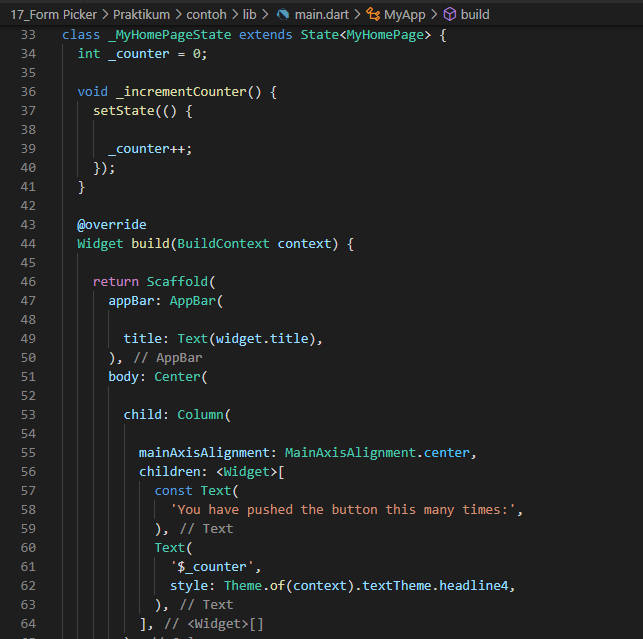 17_Form Picker > Praktikum > contoh > lib > main.dart > MyApp > build
33 class _MyHomePageState extends State<MyHomePage> {
34 int _counter = 0;
35
36 void _incrementCounter() {
37 setState(() {
38
39 _counter++;
40 });
41 }
42
43 @override
44 Widget build(BuildContext context) {
45
46 return Scaffold(
47 appBar: AppBar(
48
49 title: Text(widget.title),
50 ), // AppBar
51 body: Center(
52
53 child: Column(
54
55 mainAxisAlignment: MainAxisAlignment.center,
56 children: <Widget>[
57 const Text(
58 'You have pushed the button this many times:',
59 ), // Text
60 Text(
61 '$_counter',
62 style: Theme.of(context).textTheme.headline4,
63 ), // Text
64 ], // <Widget>[]